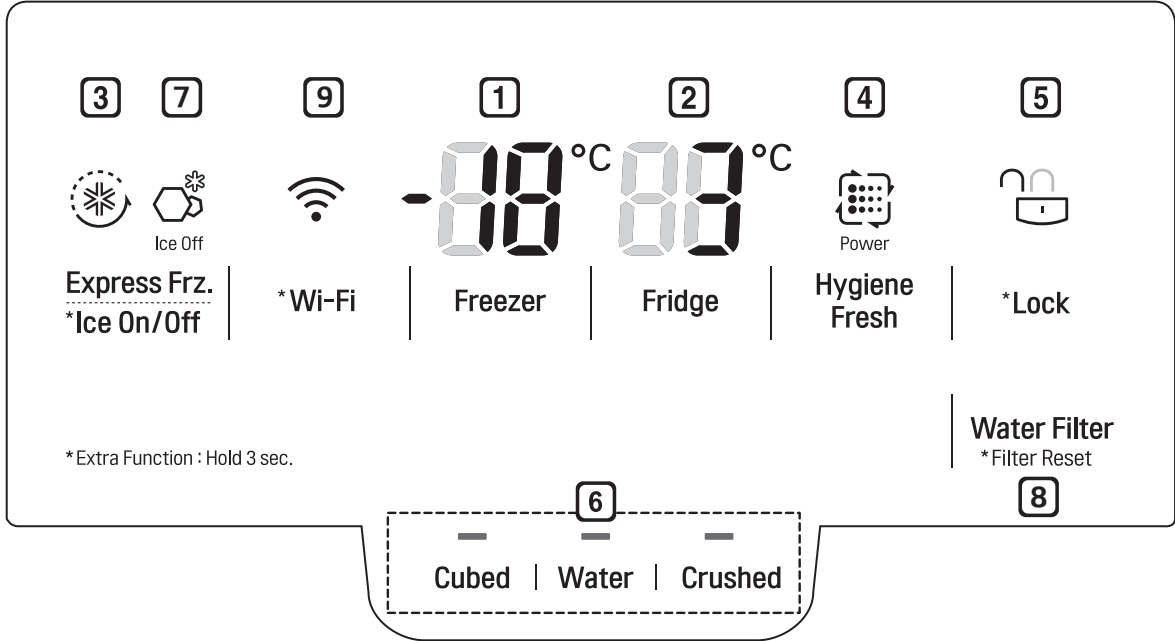 3 7 9 1 2 4 5
-18 °C 3 °C
Ice Off
Power
Express Frz.
*Ice On/Off
*Wi-Fi
Freezer
Fridge
Hygiene
Fresh
*Lock
Water Filter
*Filter Reset
*Extra Function : Hold 3 sec.
8
6
Cubed | Water | Crushed